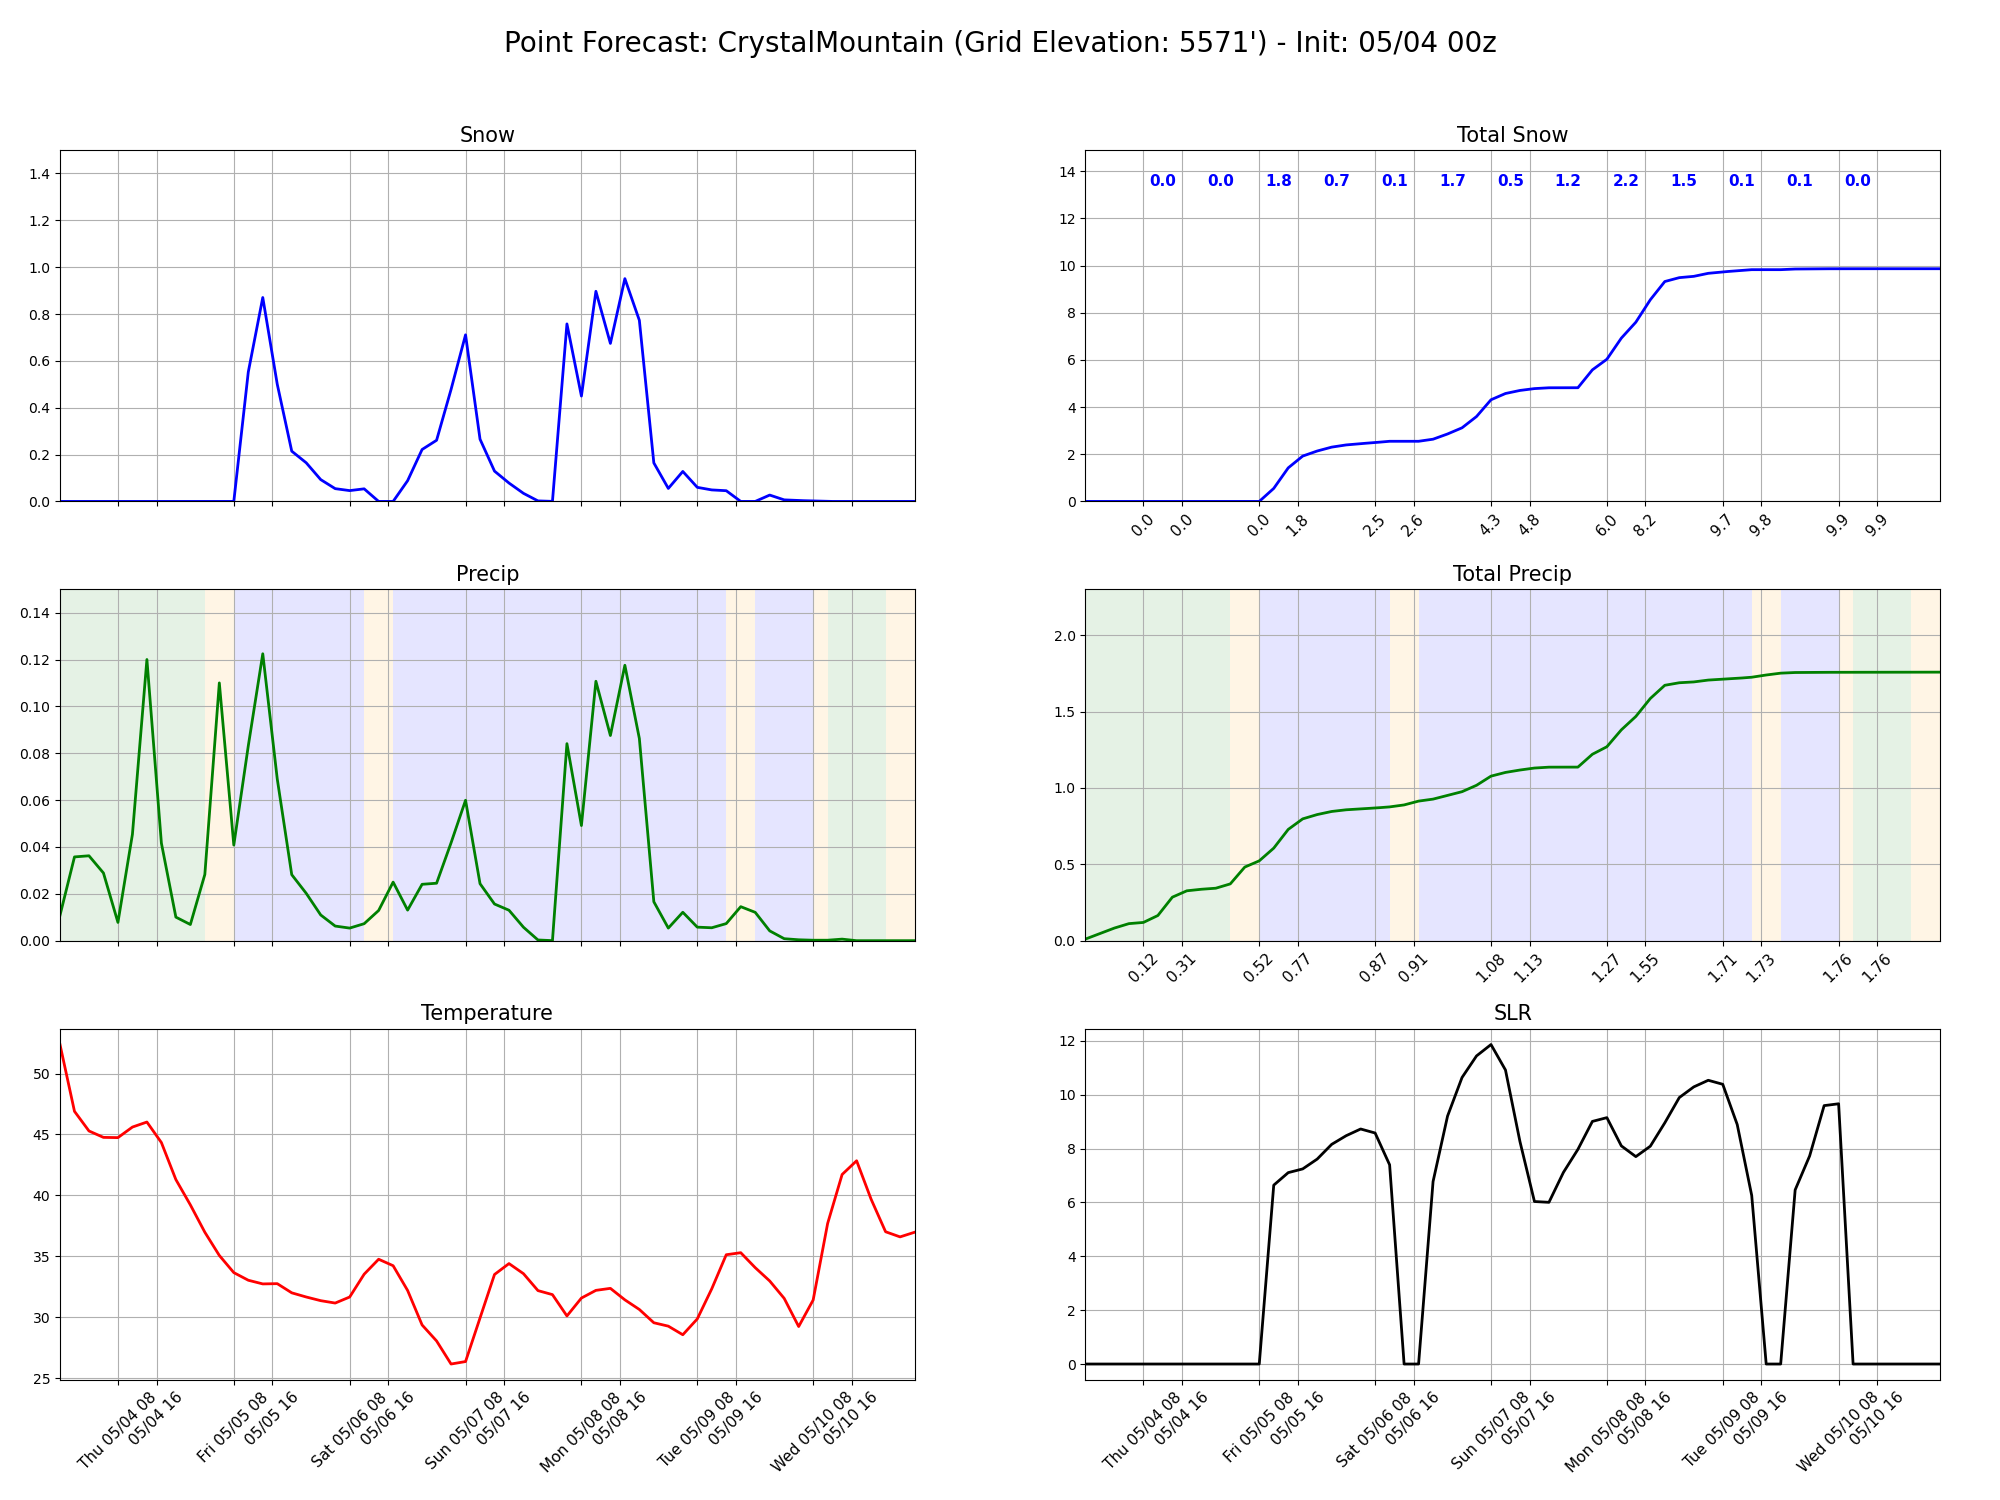 Point Forecast: CrystalMountain (Grid Elevation: 5571') - Init: 05/04 00z
Snow
1.4
1.2
1.0
0.8
0.6
0.4
0.2
0.0
Total Snow
14
12
10
8
6
4
2
0
0.0 0.0 1.8 0.7 0.1 1.7 0.5 1.2 2.2 1.5 0.1 0.1 0.0
0.0 0.0 0.0 1.8 2.5 2.6 4.3 4.8 6.0 8.2 9.7 9.8 9.9 9.9
Precip
0.14
0.12
0.10
0.08
0.06
0.04
0.02
0.00
Total Precip
2.0
1.5
1.0
0.5
0.0
0.12 0.31 0.52 0.77 0.87 0.91 1.08 1.13 1.27 1.55 1.71 1.73 1.76 1.76
Temperature
50
45
40
35
30
25
Thu 05/04 08
05/04 16
Fri 05/05 08
05/05 16
Sat 05/06 08
05/06 16
Sun 05/07 08
05/07 16
Mon 05/08 08
05/08 16
Tue 05/09 08
05/09 16
Wed 05/10 08
05/10 16
SLR
12
10
8
6
4
2
0
Thu 05/04 08
05/04 16
Fri 05/05 08
05/05 16
Sat 05/06 08
05/06 16
Sun 05/07 08
05/07 16
Mon 05/08 08
05/08 16
Tue 05/09 08
05/09 16
Wed 05/10 08
05/10 16